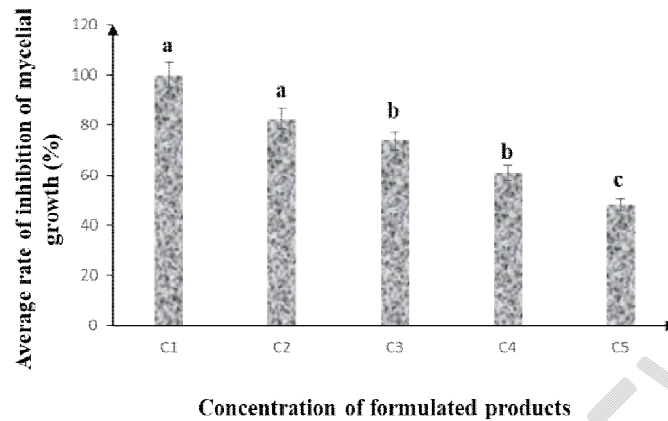 Average rate of inhibition of mycelial
growth (%)
120
100
80
60
40
20
0
a
a
b
b
c
C1 C2 C3 C4 C5
Concentration of formulated products